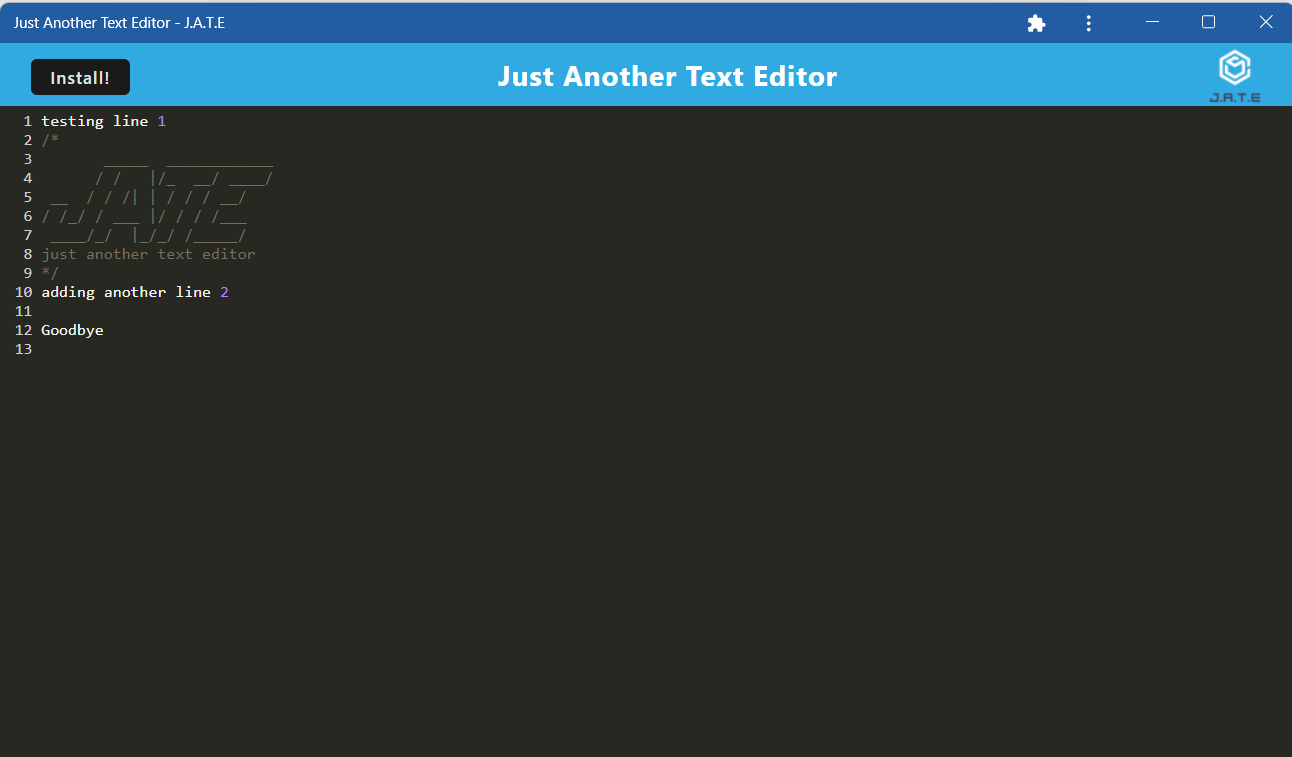 Just Another Text Editor - J.A.T.E
Install!
Just Another Text Editor
J.A.T.E
1 testing line 1
2 /*
3        _____  ____________
4       / /   |/_  __/ ____/
5  __  / / /| | / / / __/
6 / /_/ / ___ |/ / / /___
7  ____/_/  |_/_/ /_____/
8 just another text editor
9 */
10 adding another line 2
11
12 Goodbye
13